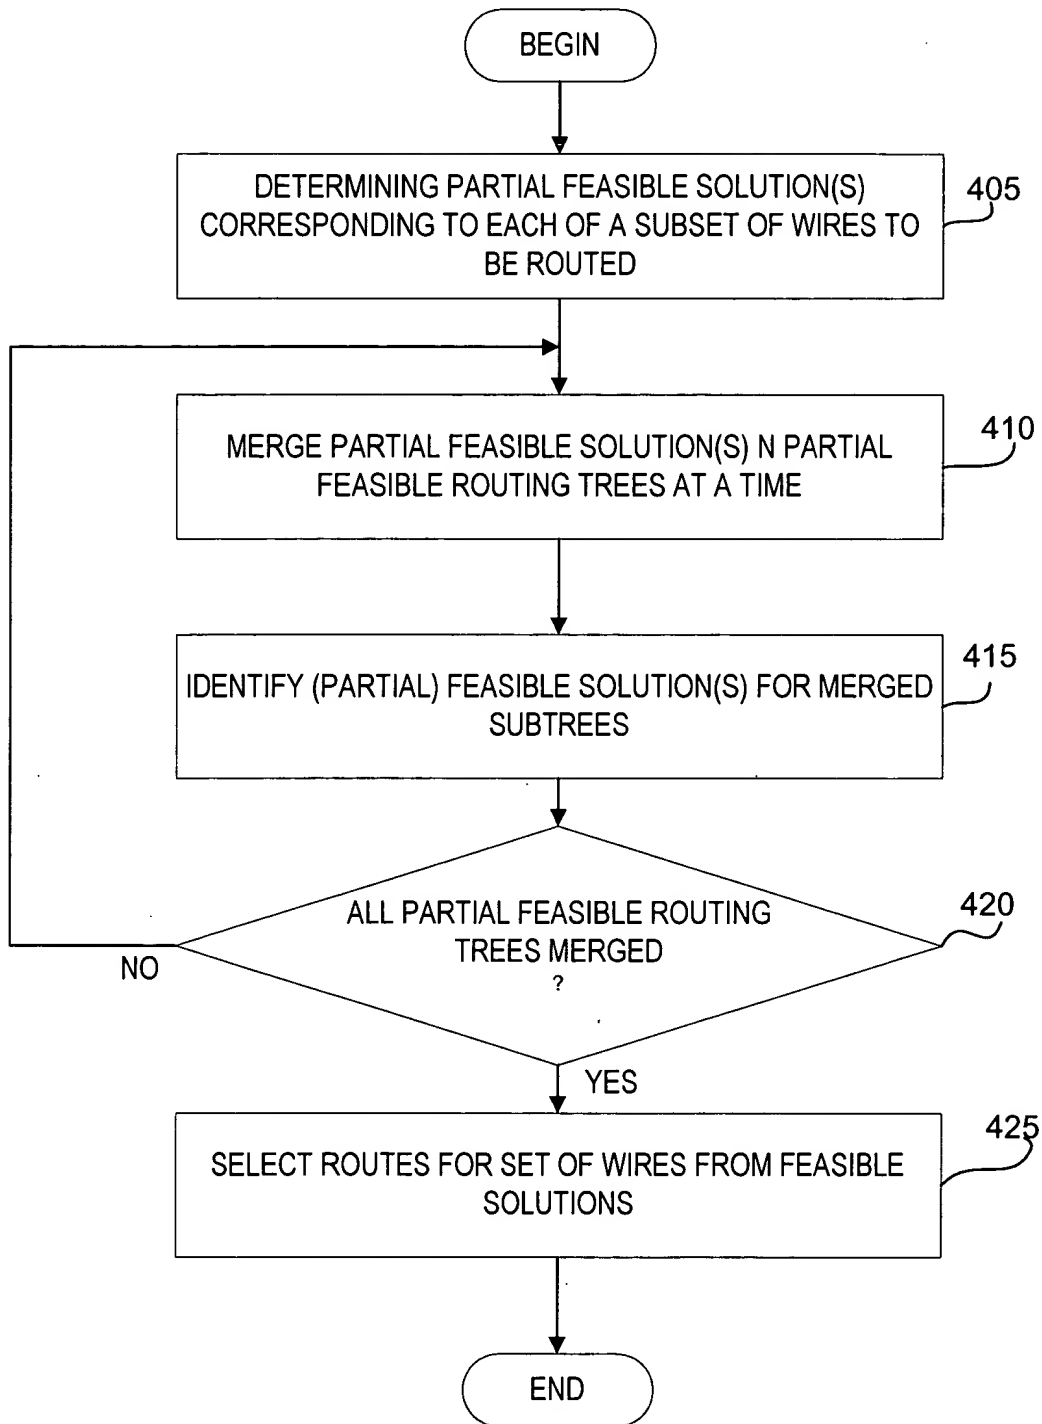 BEGIN
DETERMINING PARTIAL FEASIBLE SOLUTION(S)
CORRESPONDING TO EACH OF A SUBSET OF WIRES TO
BE ROUTED
405
MERGE PARTIAL FEASIBLE SOLUTION(S) N PARTIAL
FEASIBLE ROUTING TREES AT A TIME
410
IDENTIFY (PARTIAL) FEASIBLE SOLUTION(S) FOR MERGED
SUBTREES
415
ALL PARTIAL FEASIBLE ROUTING
TREES MERGED
?
420
NO
YES
SELECT ROUTES FOR SET OF WIRES FROM FEASIBLE
SOLUTIONS
425
END